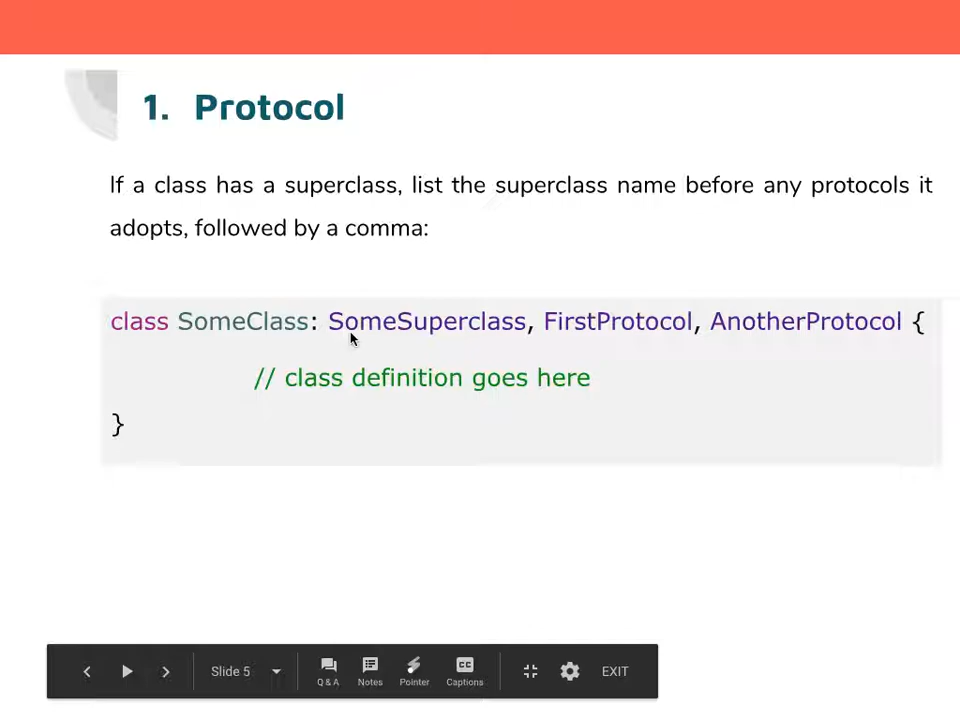 1. Protocol
If a class has a superclass, list the superclass name before any protocols it
adopts, followed by a comma:
class SomeClass: SomeSuperclass, FirstProtocol, AnotherProtocol {
// class definition goes here
}
Slide 5
Q & A
Notes
Pointer
CC
Captions
EXIT